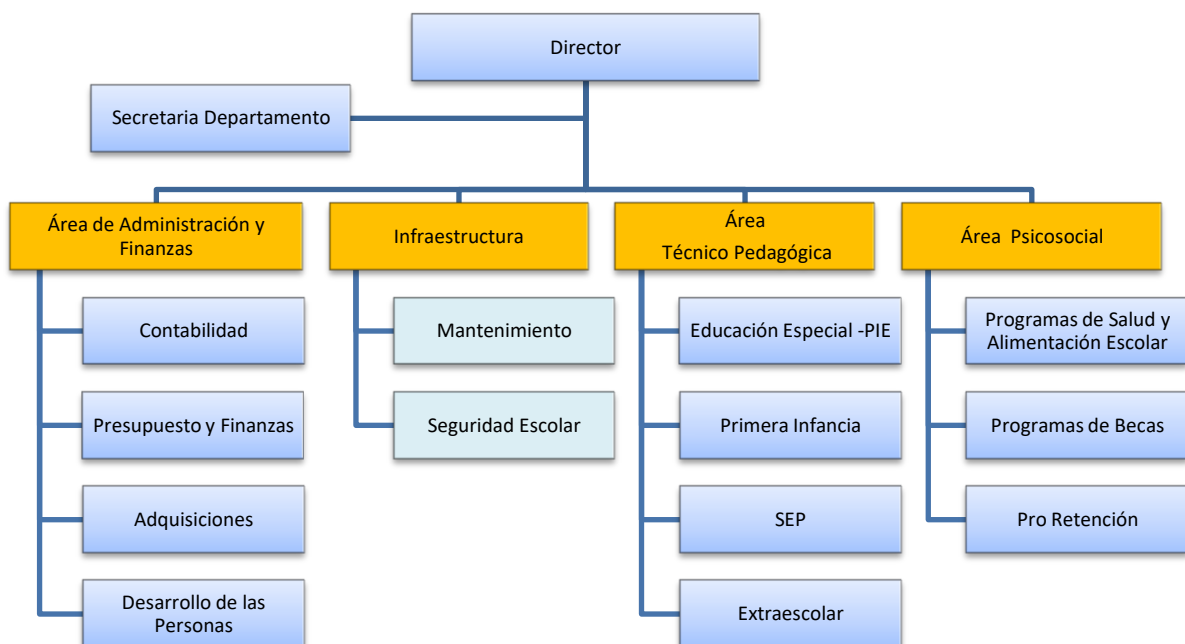 Director
Secretaria Departamento
Área de Administración y
Finanzas
Infraestructura
Área
Técnico Pedagógica
Área  Psicosocial
Contabilidad
Mantenimiento
Educación Especial -PIE
Programas de Salud y
Alimentación Escolar
Presupuesto y Finanzas
Seguridad Escolar
Primera Infancia
Programas de Becas
Adquisiciones
SEP
Pro Retención
Desarrollo de las
Personas
Extraescolar